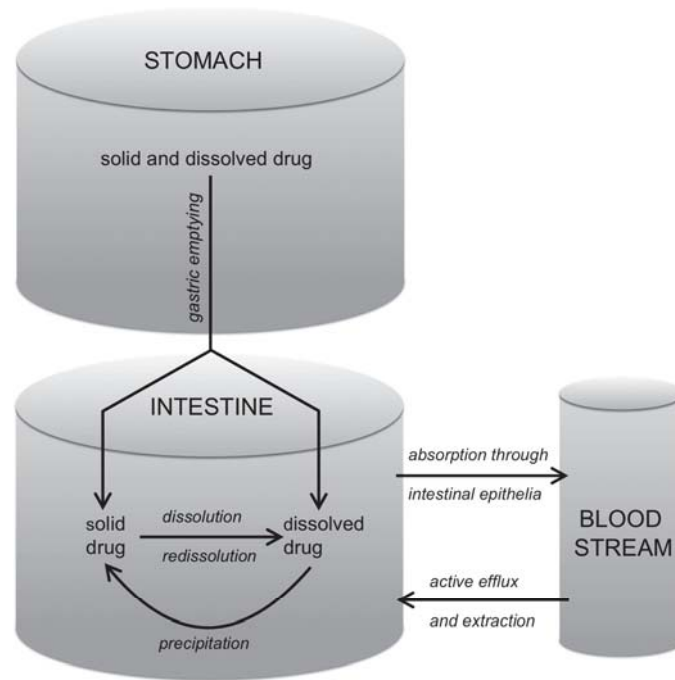 STOMACH
solid and dissolved drug
gastric emptying
INTESTINE
solid
drug
dissolution
redissolution
dissolved
drug
precipitation
absorption through
intestinal epithelia
active efflux
and extraction
BLOOD
STREAM